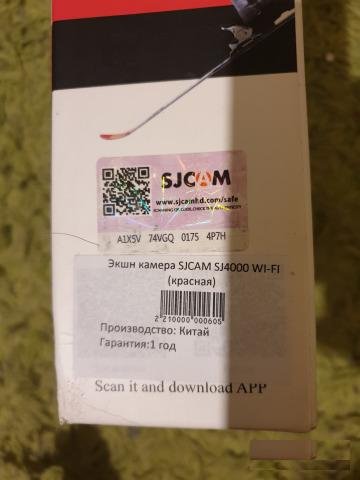 SJCAM
www.sjcamhd.com/safe
A1X5V 74VGQ 0175 4P7H
Экшн камера SJCAM SJ4000 WI-FI
(красная)
2 210000 000605
Производство: Китай
Гарантия:1 год
Scan it and download APP